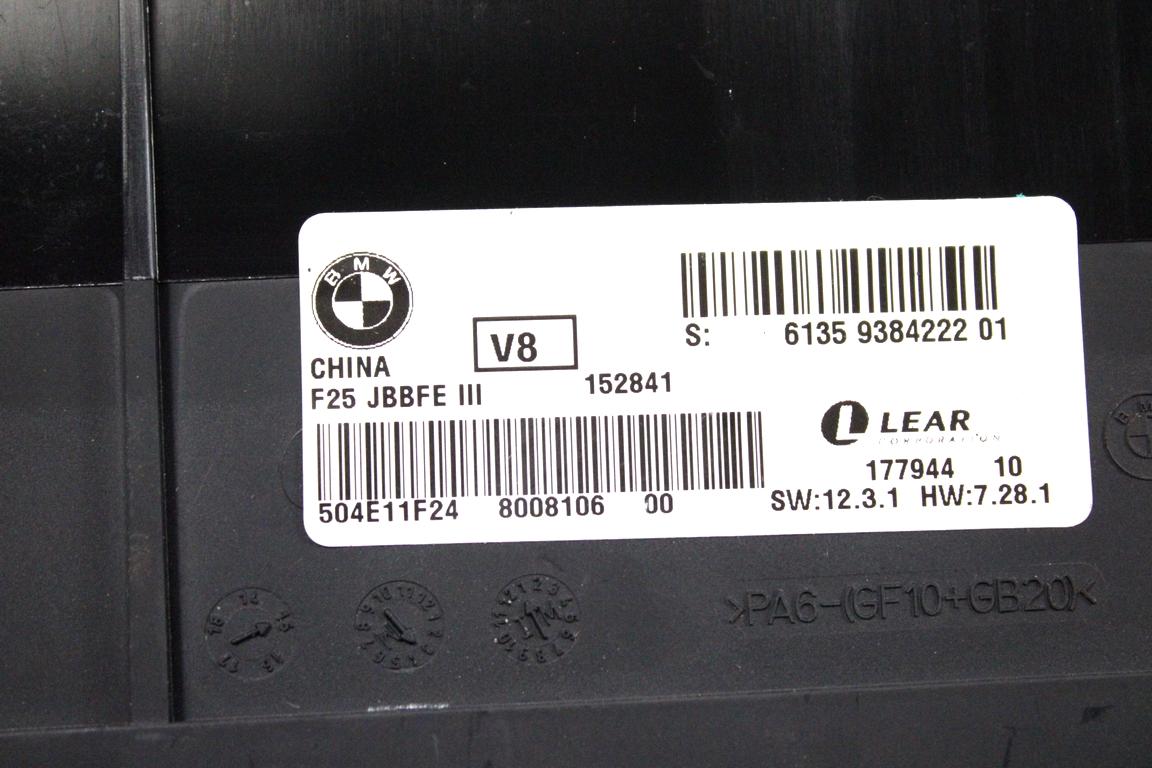 BMW
S: 6135 9384222 01
V8
CHINA
F25 JBBFE III 152841
LEAR
CORPORATION
177944 10
504E11F24 8008106 00
SW:12.3.1 HW:7.28.1
>PA6-(GF10+GB20)<